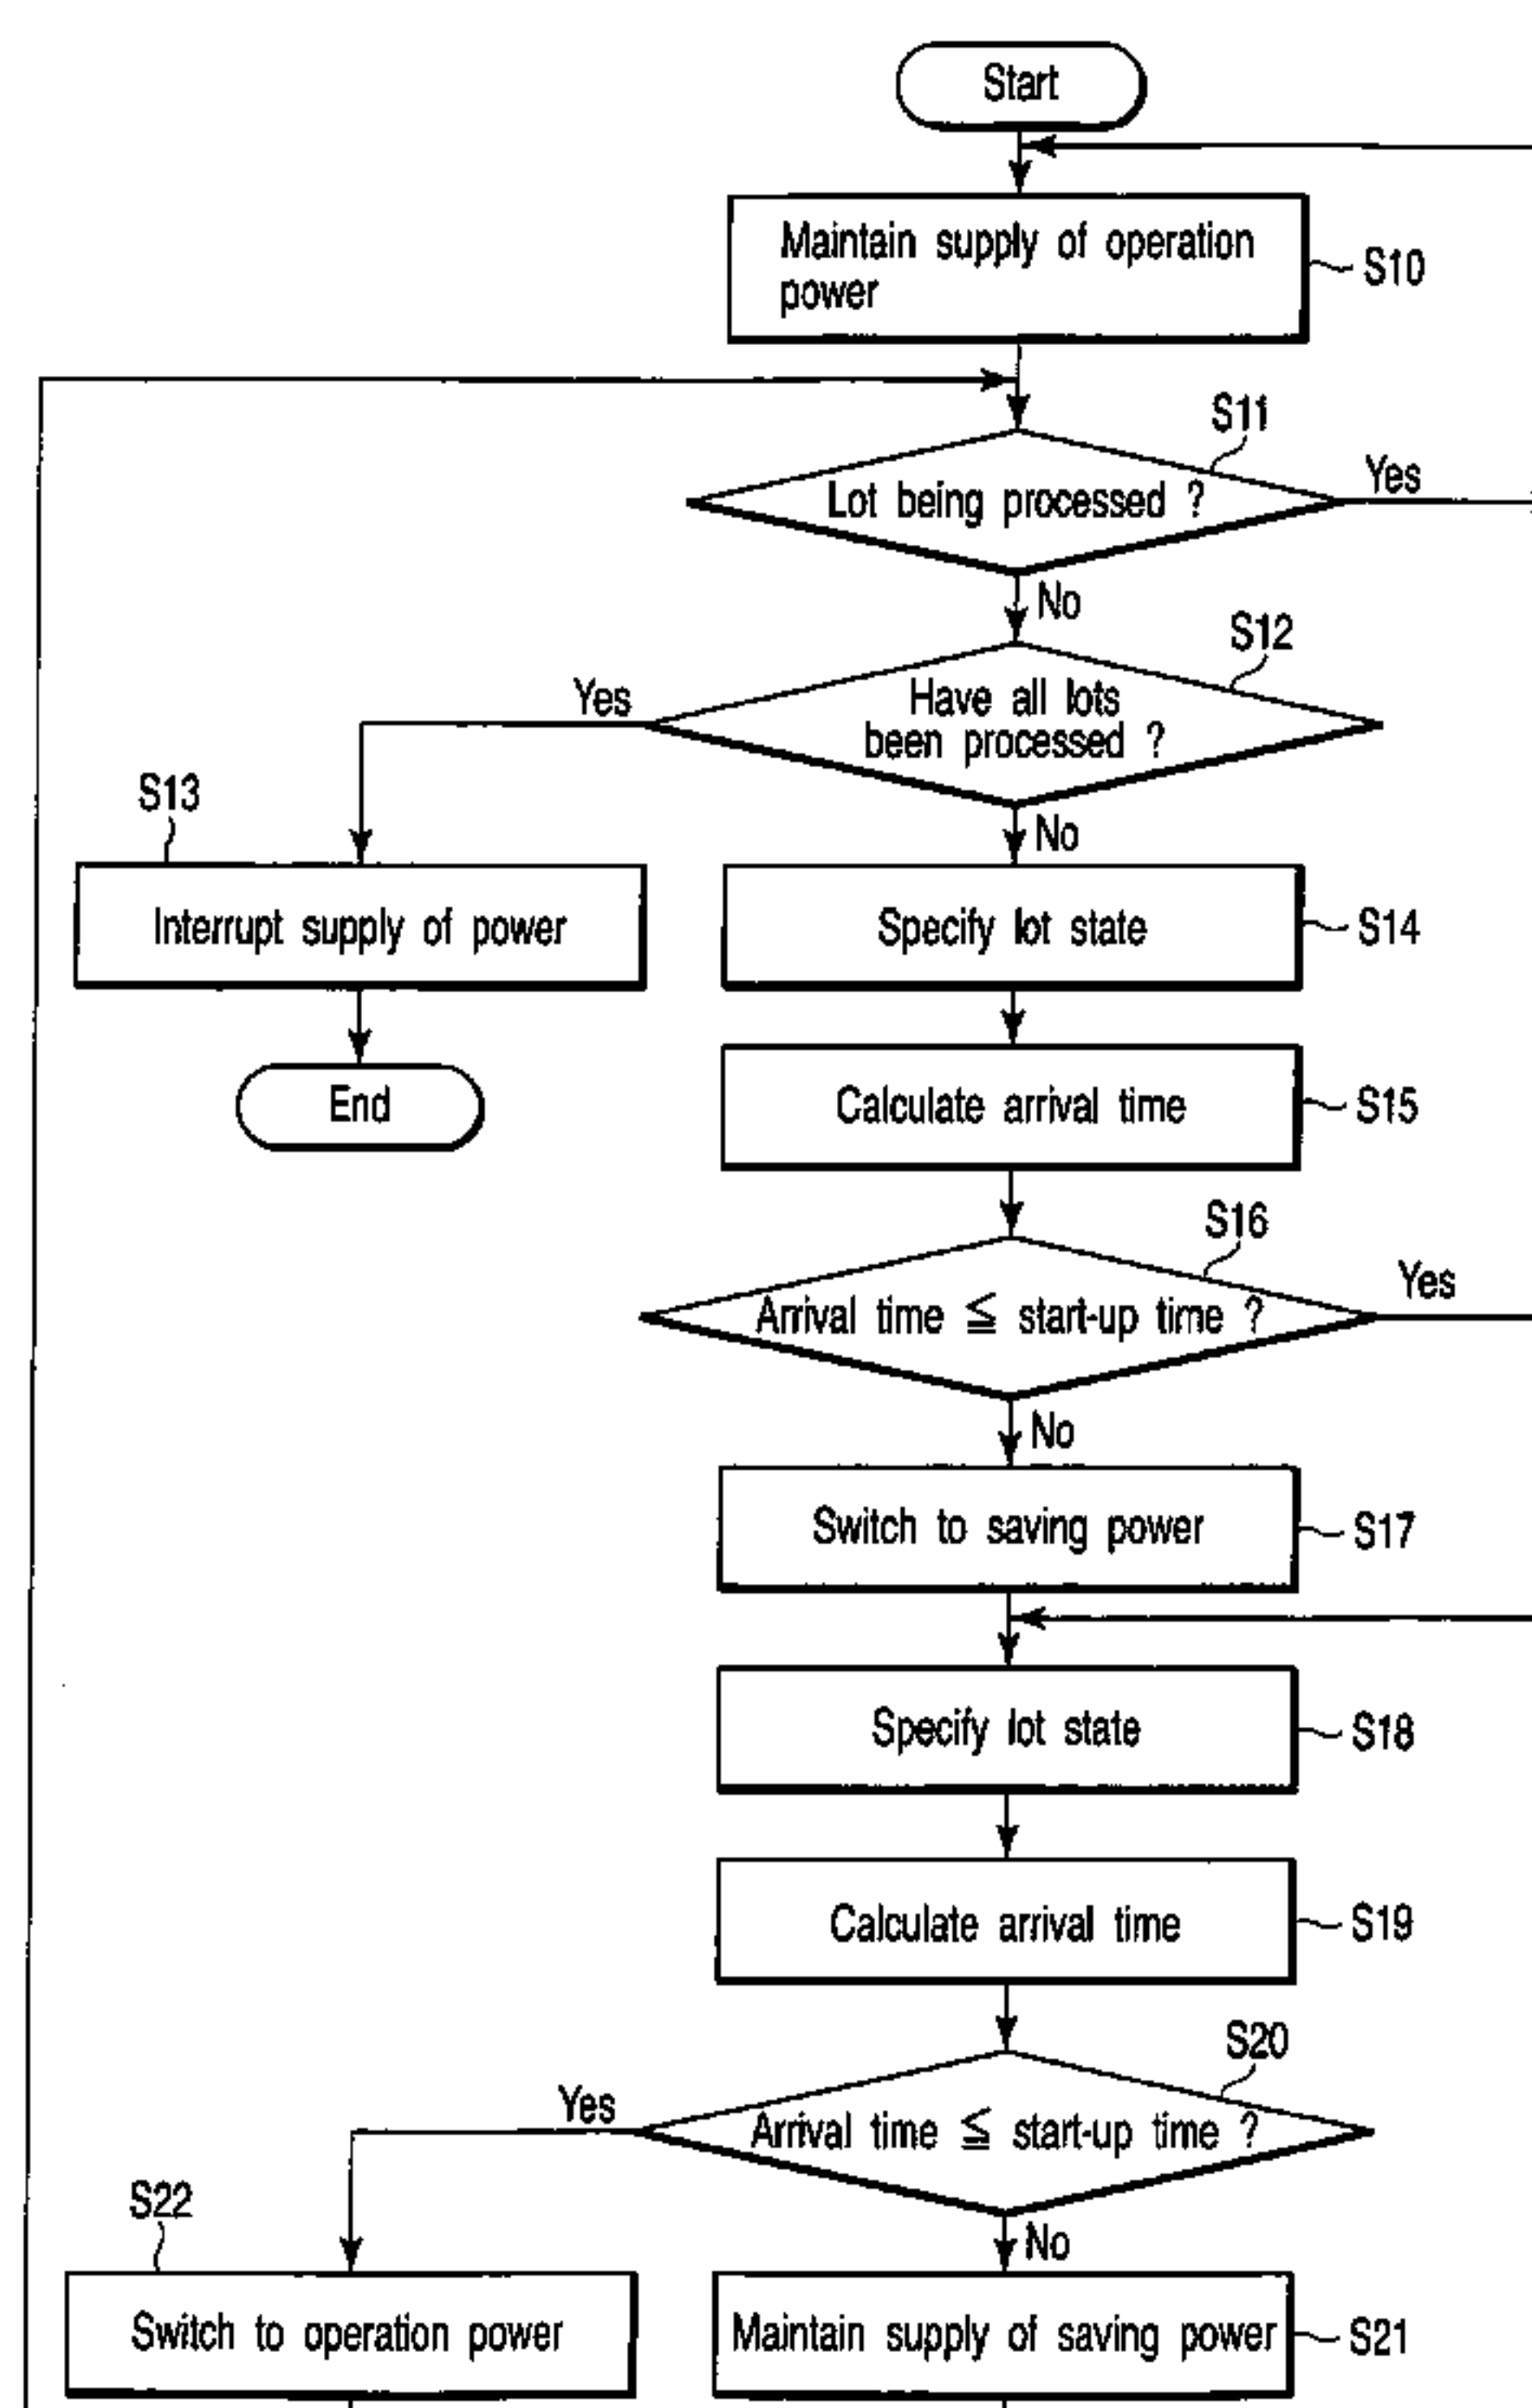 Start
Maintain supply of operation
power
S10
S11
Lot being processed ?
Yes
No
S12
Have all lots
been processed ?
Yes
No
S13
Interrupt supply of power
End
Specify lot state
S14
Calculate arrival time
S15
S16
Arrival time ≦ start-up time ?
Yes
No
Switch to saving power
S17
Specify lot state
S18
Calculate arrival time
S19
S20
Arrival time ≦ start-up time ?
Yes
No
S22
Switch to operation power
Maintain supply of saving power
S21